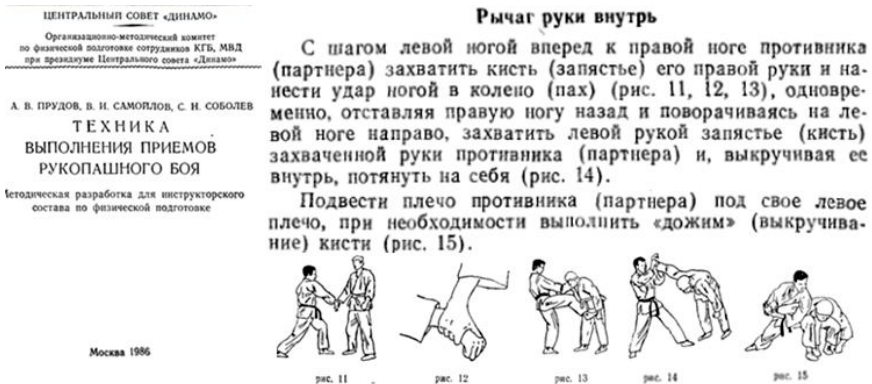 ЦЕНТРАЛЬНЫЙ СОВЕТ «ДИНАМО»
Организационно-методический комитет
по физической подготовке сотрудников КГБ, МВД
при президиуме Центрального совета «Динамо»
А. В. ПРУДОВ, В. И. САМОЙЛОВ, С. Н. СОБОЛЕВ
ТЕХНИКА
ВЫПОЛНЕНИЯ ПРИЕМОВ
РУКОПАШНОГО БОЯ
Методическая разработка для инструкторского
состава по физической подготовке
Москва 1986
Рычаг руки внутрь
С шагом левой ногой вперед к правой ноге противника
(партнера) захватить кисть (запястье) его правой руки и на-
нести удар ногой в колено (пах) (рис. 11, 12, 13), одновре-
менно, отставляя правую ногу назад и поворачиваясь на ле-
вой ноге направо, захватить левой рукой запястье (кисть)
захваченной руки противника (партнера) и, выкручивая ее
внутрь, потянуть на себя (рис. 14).
Подвести плечо противника (партнера) под свое левое
плечо, при необходимости выполнить «дожим» (выкручива-
ние) кисти (рис. 15).
рис. 11
рис. 12
рис. 13
рис. 14
рис. 15